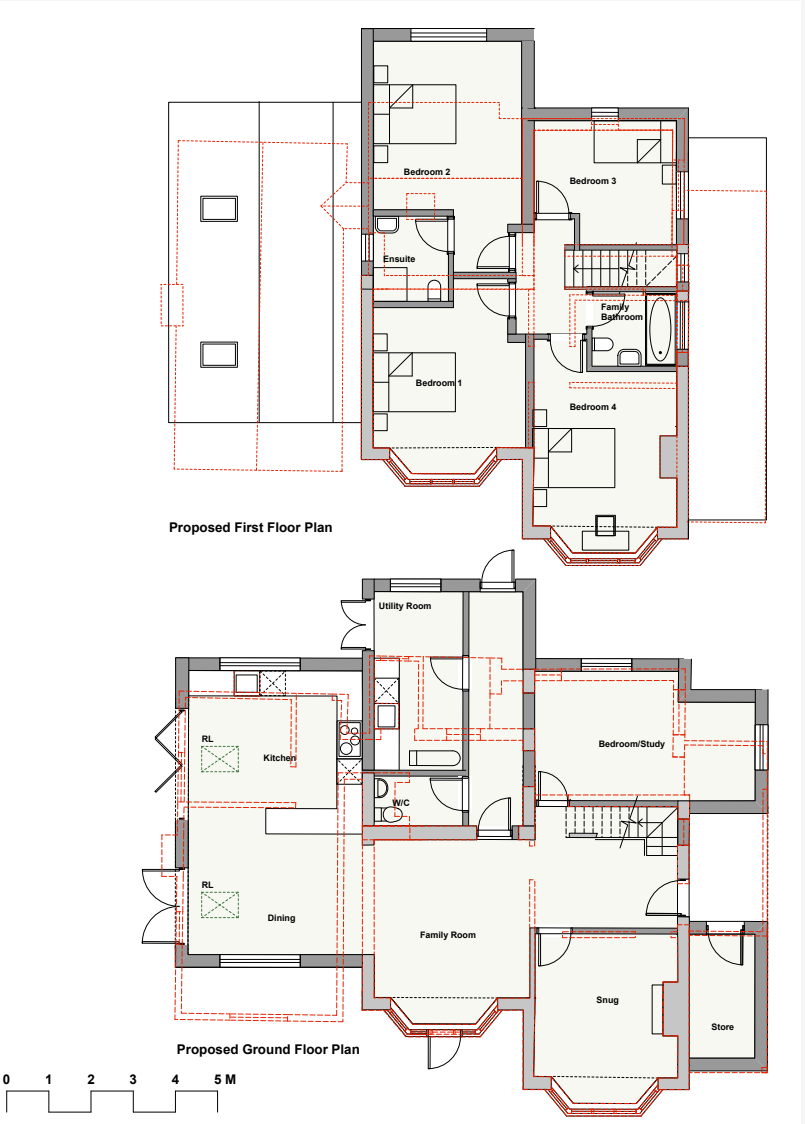 Bedroom 2
Bedroom 3
Ensuite
Family
Bathroom
Bedroom 1
Bedroom 4
Proposed First Floor Plan
Utility Room
RL
Kitchen
Bedroom/Study
W/C
RL
Dining
Family Room
Snug
Store
Proposed Ground Floor Plan
0 1 2 3 4 5 M